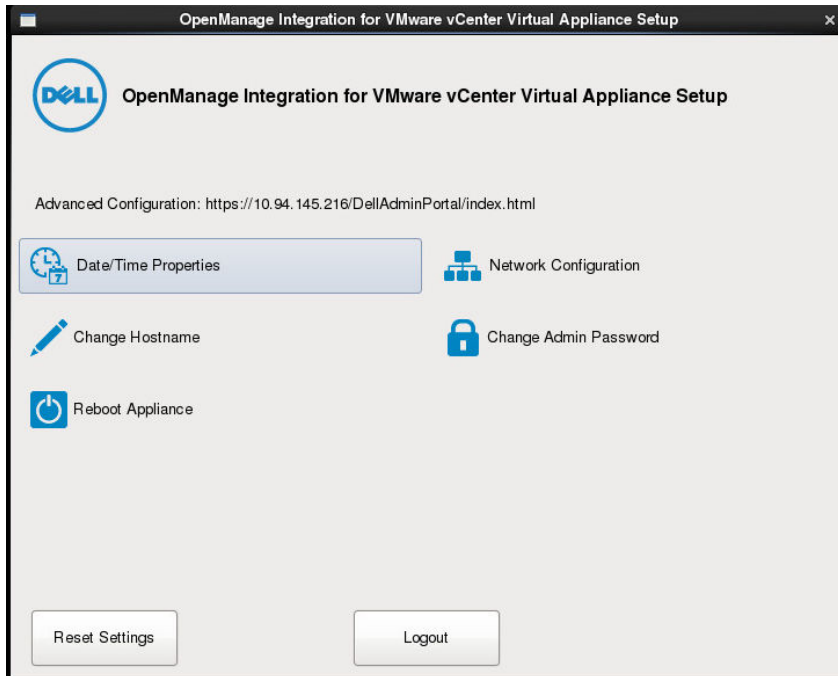 OpenManage Integration for VMware vCenter Virtual Appliance Setup
DELL
OpenManage Integration for VMware vCenter Virtual Appliance Setup
Advanced Configuration: https://10.94.145.216/DellAdminPortal/index.html
7
Date/Time Properties
Network Configuration
Change Hostname
Change Admin Password
Reboot Appliance
Reset Settings
Logout